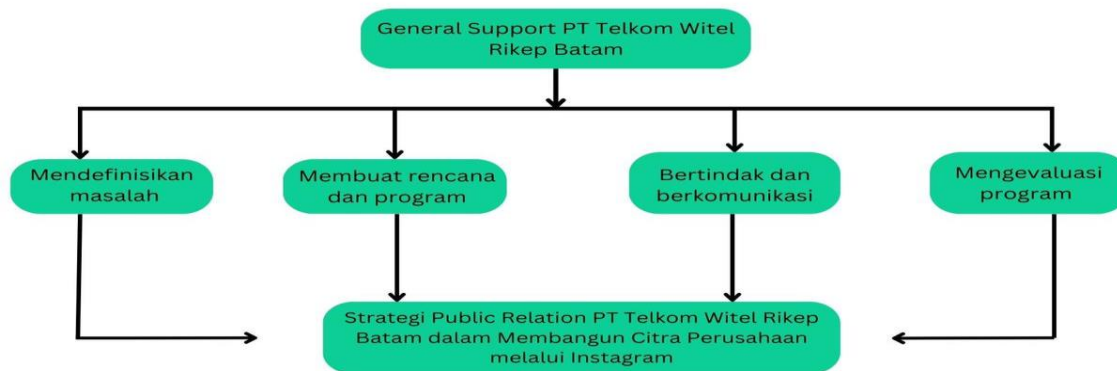 General Support PT Telkom Witel
Rikep Batam
Mendefinisikan
masalah
Membuat rencana
dan program
Bertindak dan
berkomunikasi
Mengevaluasi
program
Strategi Public Relation PT Telkom Witel Rikep
Batam dalam Membangun Citra Perusahaan
melalui Instagram